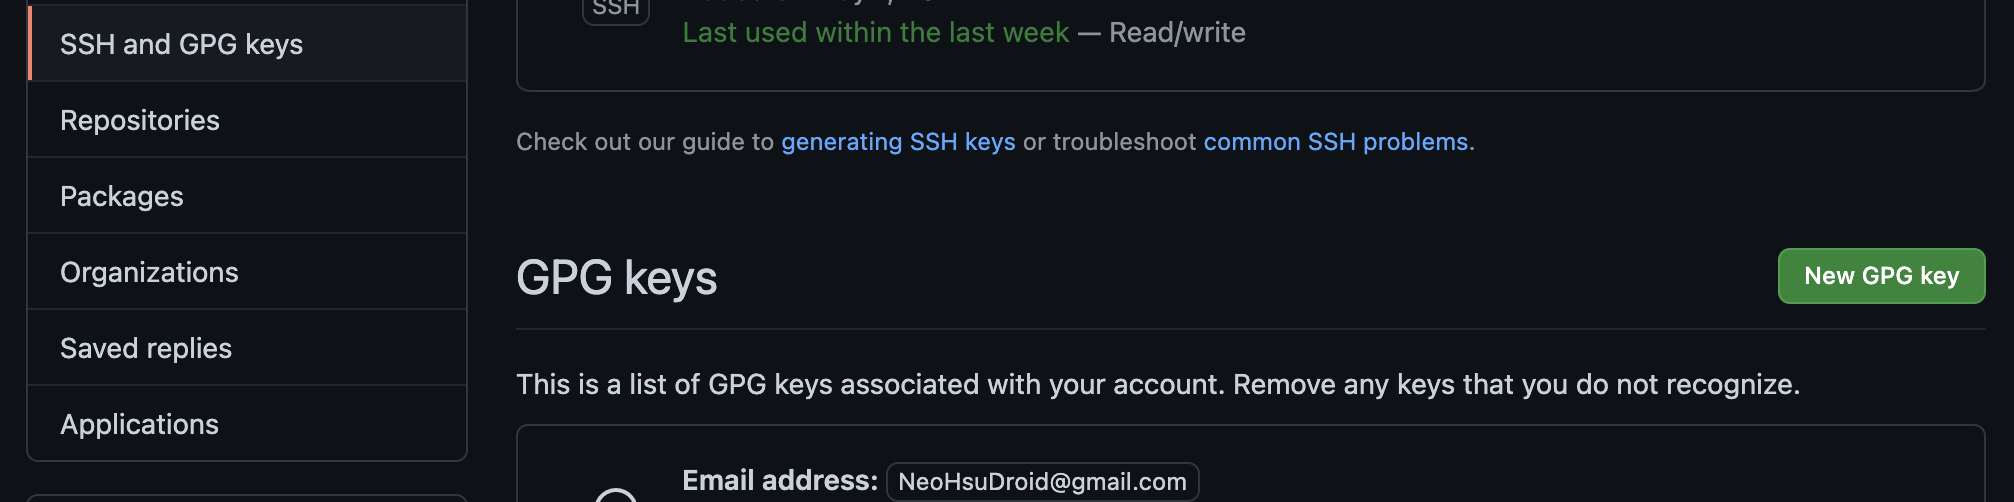 SSH and GPG keys
Repositories
Packages
Organizations
Saved replies
Applications
SSH
Last used within the last week — Read/write
Check out our guide to generating SSH keys or troubleshoot common SSH problems.
GPG keys
New GPG key
This is a list of GPG keys associated with your account. Remove any keys that you do not recognize.
Email address: NeoHsuDroid@gmail.com